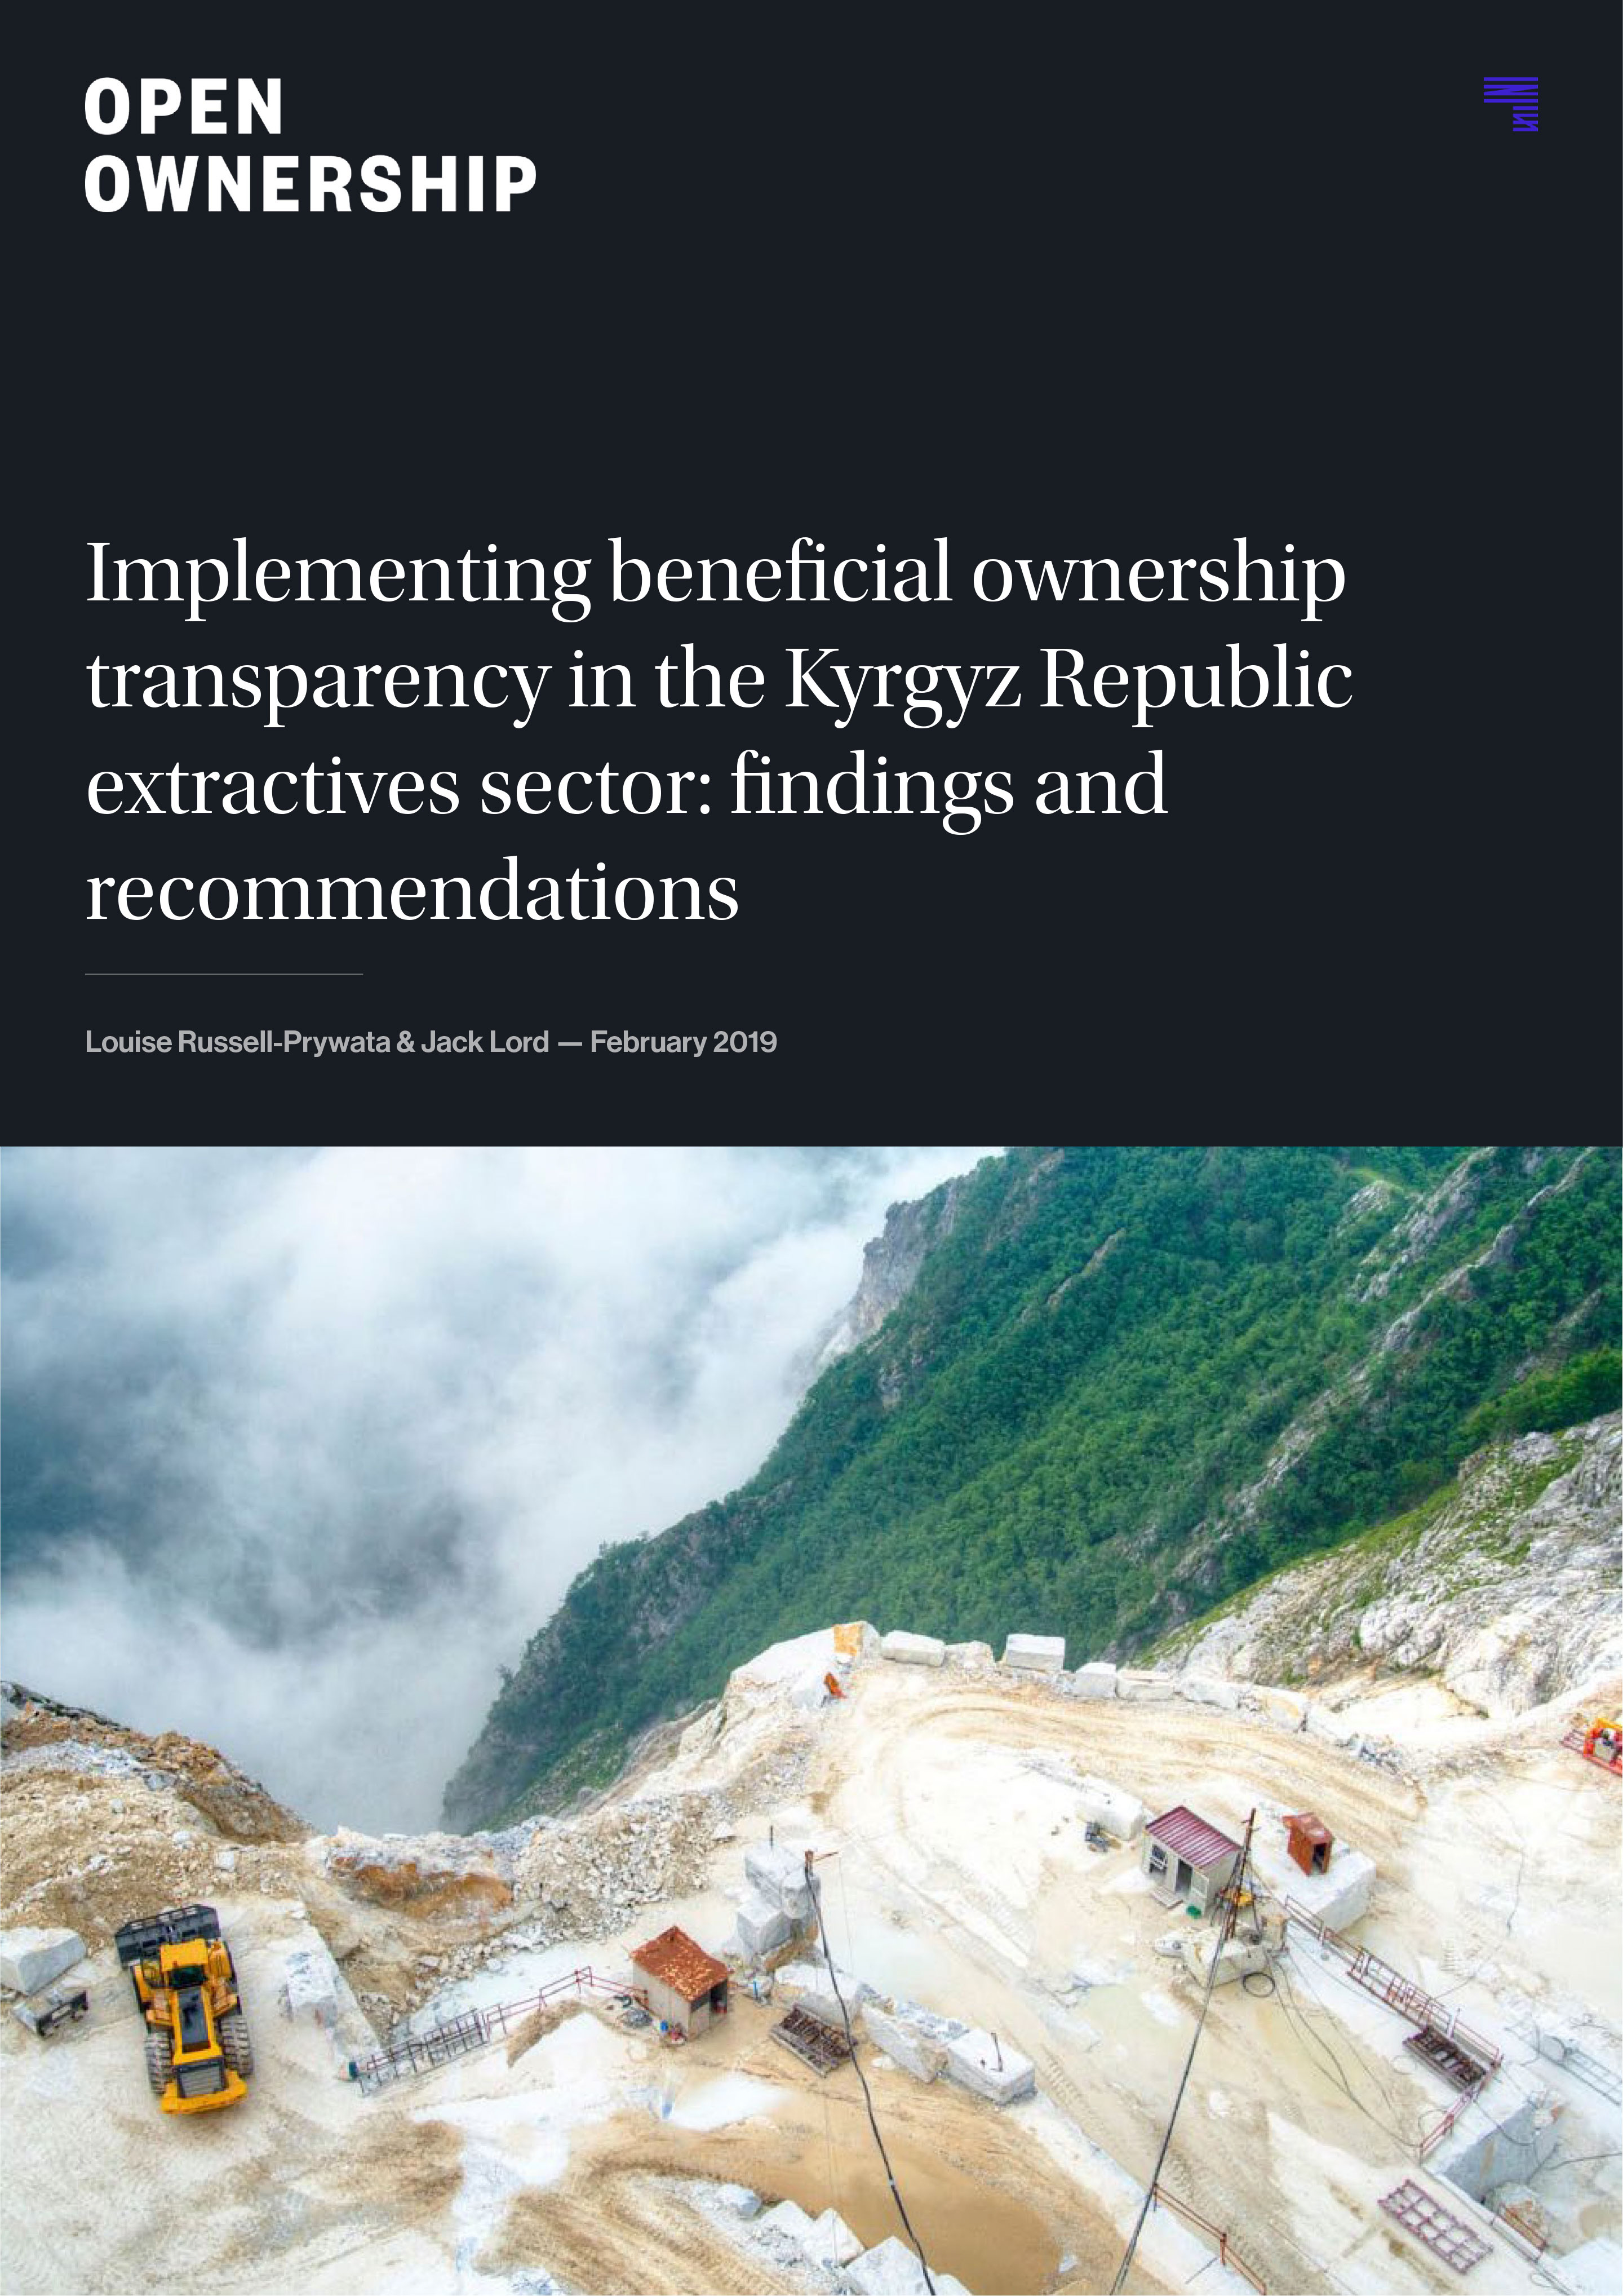 OPEN
OWNERSHIP
Implementing beneficial ownership
transparency in the Kyrgyz Republic
extractives sector: findings and
recommendations
Louise Russell-Prywata & Jack Lord — February 2019